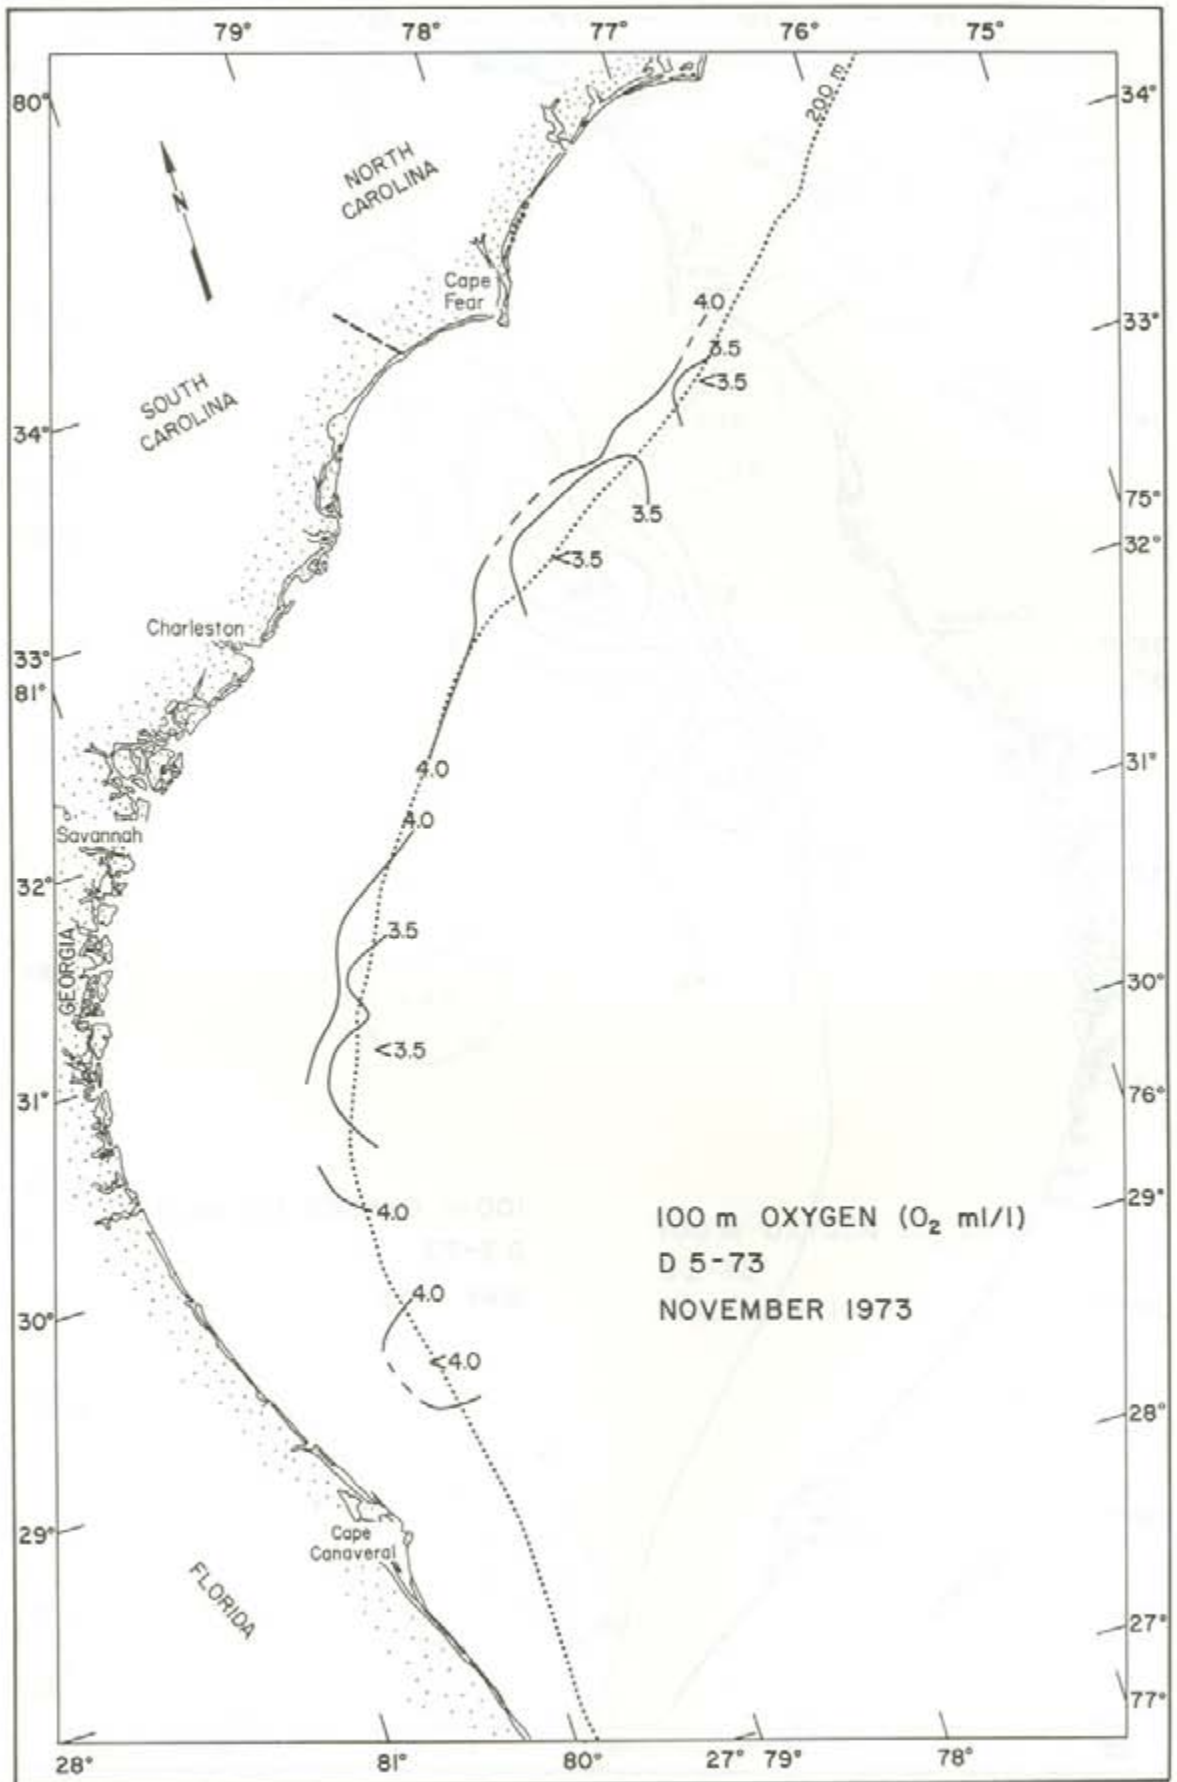 79° 78° 77° 76° 75°
80°
34°
200 m
NORTH
CAROLINA
N
Cape
Fear
4.0
33°
3.5
<3.5
SOUTH
CAROLINA
34°
75°
3.5
32°
<3.5
Charleston
33°
81°
31°
4.0
4.0
Savannah
32°
3.5
GEORGIA
30°
<3.5
31°
76°
29°
4.0
100 m OXYGEN (O₂ ml/l)
D 5-73
NOVEMBER 1973
4.0
30°
<4.0
28°
29°
Cape
Canaveral
FLORIDA
27°
77°
28° 81° 80° 27° 79° 78°